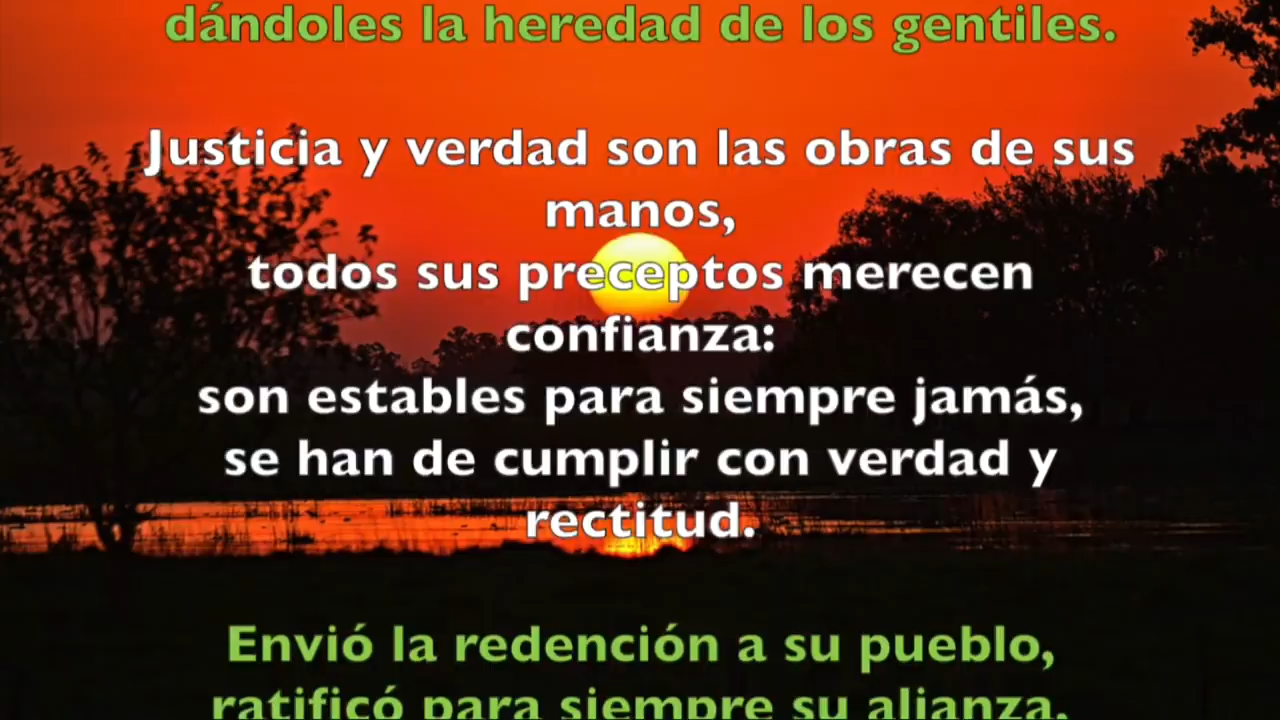 dándoles la heredad de los gentiles.
Justicia y verdad son las obras de sus
manos,
todos sus preceptos merecen
confianza:
son estables para siempre jamás,
se han de cumplir con verdad y
rectitud.
Envió la redención a su pueblo,
ratificó para siempre su alianza,